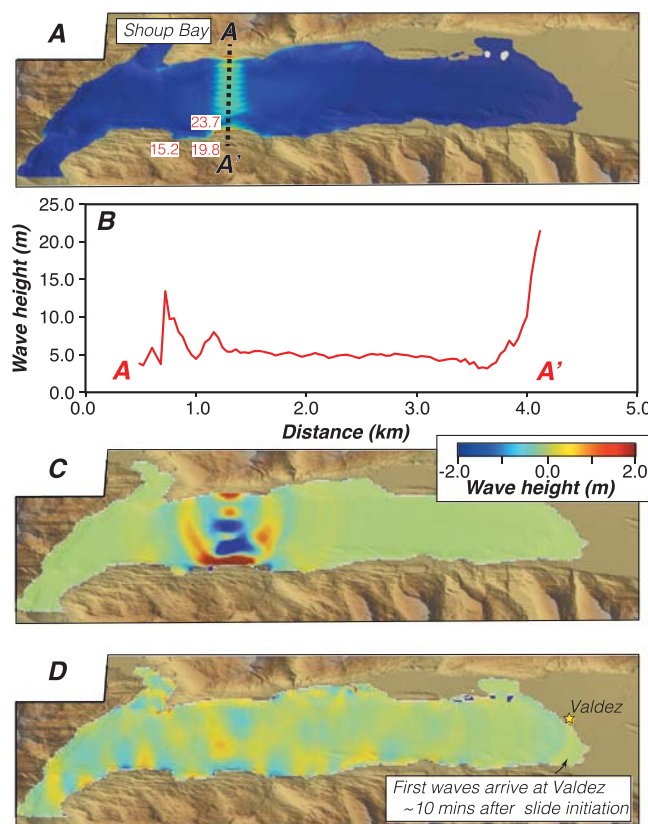 A
Shoup Bay
A
23.7
15.2
19.8
A'
B
25.0
20.0
15.0
10.0
5.0
0.0
Wave height (m)
A
A'
0.0
1.0
2.0
3.0
4.0
5.0
Distance (km)
C
-2.0
0.0
2.0
Wave height (m)
D
Valdez
First waves arrive at Valdez
~10 mins after slide initiation